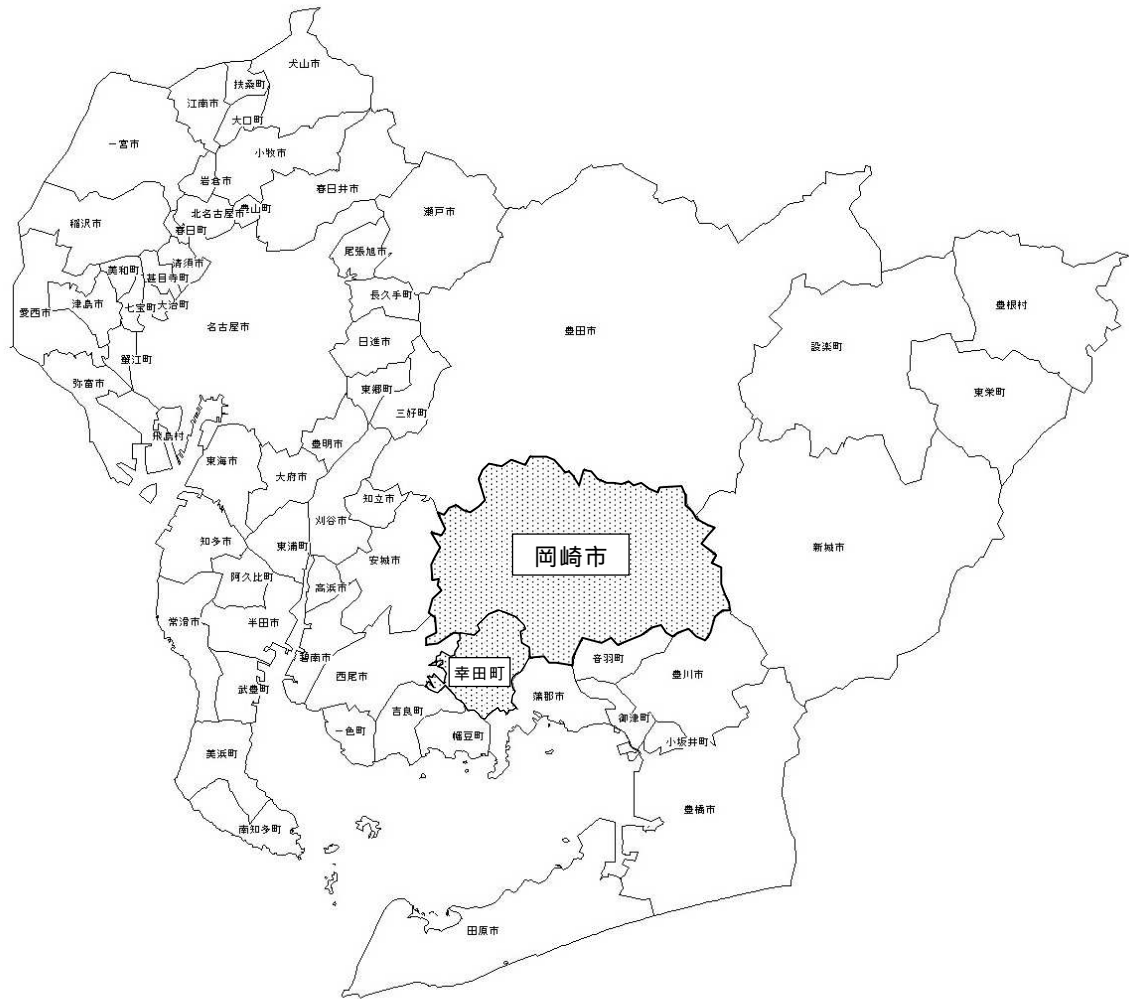 犬山市
扶桑町
江南市
大口町
一宮市
小牧市
岩倉市
春日井市
北名古屋市
豊山町
瀬戸市
稲沢市
春日町
尾張旭市
清須市
美和町
甚目寺町
長久手町
津島市
七宝町
大治町
愛西市
名古屋市
豊田市
豊根村
設楽町
日進市
蟹江町
弥富市
東郷町
東栄町
三好町
飛島村
豊明市
東海市
大府市
知立市
刈谷市
知多市
東浦町
安城市
岡崎市
新城市
阿久比町
高浜市
常滑市
半田市
碧南市
西尾市
幸田町
音羽町
豊川市
武豊町
蒲郡市
吉良町
御津町
一色町
幡豆町
小坂井町
美浜町
豊橋市
南知多町
田原市